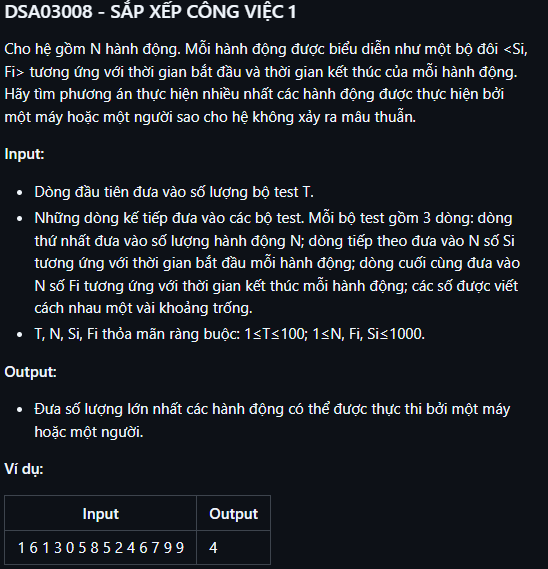 DSA03008 - SẮP XẾP CÔNG VIỆC 1
Cho hệ gồm N hành động. Mỗi hành động được biểu diễn như một bộ đôi <Si,
Fi> tương ứng với thời gian bắt đầu và thời gian kết thúc của mỗi hành động.
Hãy tìm phương án thực hiện nhiều nhất các hành động được thực hiện bởi
một máy hoặc một người sao cho hệ không xảy ra mâu thuẫn.
Input:
• Dòng đầu tiên đưa vào số lượng bộ test T.
• Những dòng kế tiếp đưa vào các bộ test. Mỗi bộ test gồm 3 dòng: dòng
thứ nhất đưa vào số lượng hành động N; dòng tiếp theo đưa vào N số Si
tương ứng với thời gian bắt đầu mỗi hành động; dòng cuối cùng đưa vào
N số Fi tương ứng với thời gian kết thúc mỗi hành động; các số được viết
cách nhau một vài khoảng trống.
• T, N, Si, Fi thỏa mãn ràng buộc: 1≤T≤100; 1≤N, Fi, Si≤1000.
Output:
• Đưa số lượng lớn nhất các hành động có thể được thực thi bởi một máy
hoặc một người.
Ví dụ:
Input Output
1 6 1 3 0 5 8 5 2 4 6 7 9 9 4